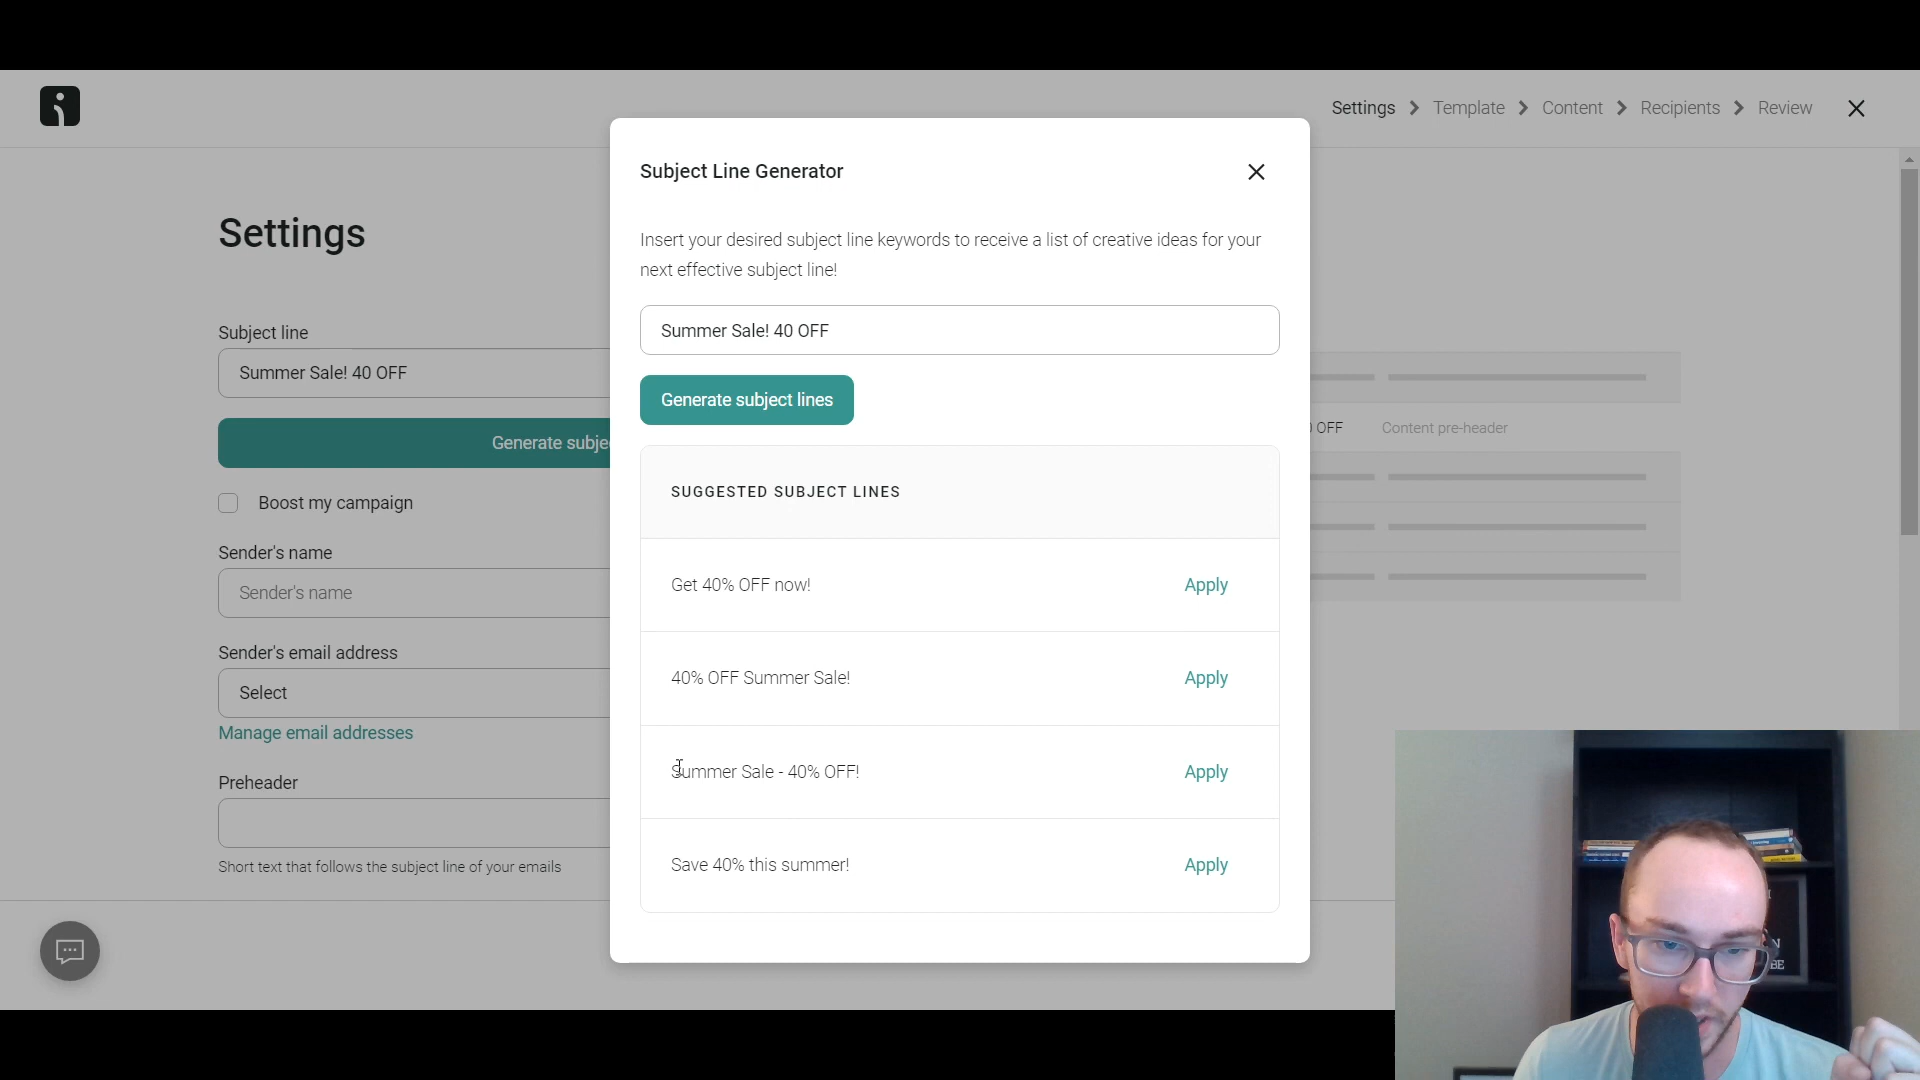 Settings Template Content Recipients Review
Subject Line Generator
Insert your desired subject line keywords to receive a list of creative ideas for your
next effective subject line!
Summer Sale! 40 OFF
Generate subject lines
SUGGESTED SUBJECT LINES
Get 40% OFF now! Apply
40% OFF Summer Sale! Apply
Summer Sale - 40% OFF! Apply
Save 40% this summer! Apply
Settings
Subject line
Summer Sale! 40 OFF
Generate subje
Boost my campaign
Sender's name
Sender's name
Sender's email address
Select
Manage email addresses
Preheader
Short text that follows the subject line of your emails
OFF Content pre-header